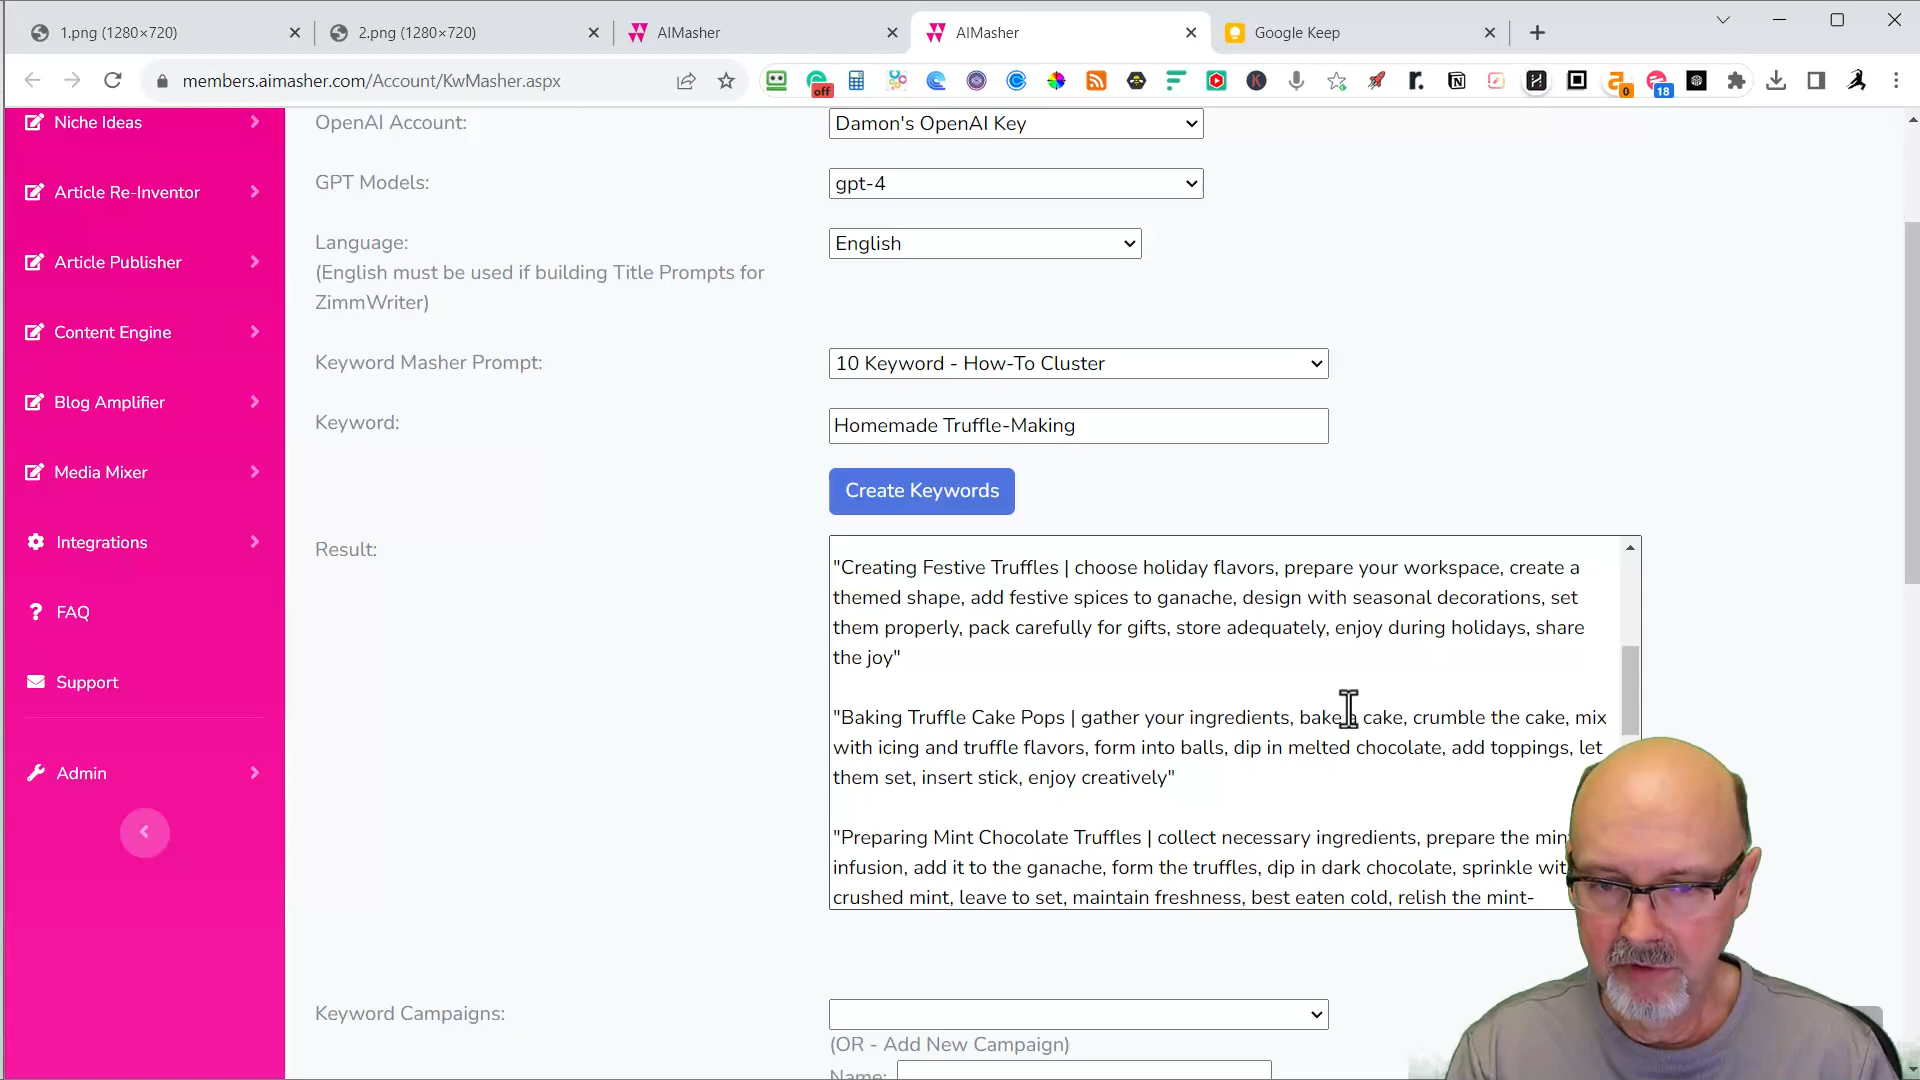 1.png (1280×720)
2.png (1280×720)
AIMasher
AIMasher
Google Keep
members.aimasher.com/Account/KwMasher.aspx
off
0
18
Niche Ideas
Article Re-Inventor
Article Publisher
Content Engine
Blog Amplifier
Media Mixer
Integrations
FAQ
Support
Admin
OpenAI Account:
Damon's OpenAI Key
GPT Models:
gpt-4
Language:
(English must be used if building Title Prompts for
ZimmWriter)
English
Keyword Masher Prompt:
10 Keyword - How-To Cluster
Keyword:
Homemade Truffle-Making
Create Keywords
Result:
"Creating Festive Truffles | choose holiday flavors, prepare your workspace, create a
themed shape, add festive spices to ganache, design with seasonal decorations, set
them properly, pack carefully for gifts, store adequately, enjoy during holidays, share
the joy"
"Baking Truffle Cake Pops | gather your ingredients, bake a cake, crumble the cake, mix
with icing and truffle flavors, form into balls, dip in melted chocolate, add toppings, let
them set, insert stick, enjoy creatively"
"Preparing Mint Chocolate Truffles | collect necessary ingredients, prepare the mint
infusion, add it to the ganache, form the truffles, dip in dark chocolate, sprinkle wit
crushed mint, leave to set, maintain freshness, best eaten cold, relish the mint-
Keyword Campaigns:
(OR - Add New Campaign)
Name: